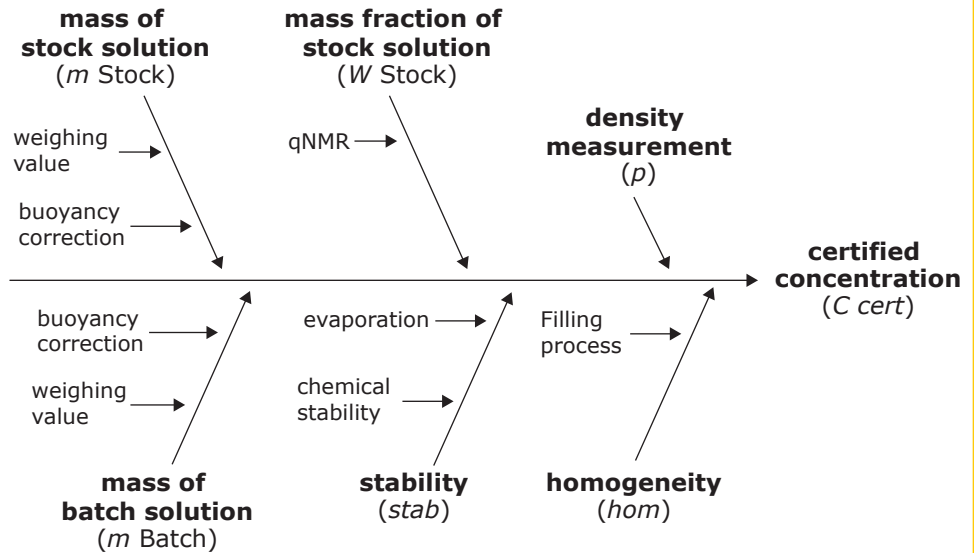 mass of
stock solution
(m Stock)
mass fraction of
stock solution
(W Stock)
density
measurement
(p)
weighing
value
qNMR
buoyancy
correction
certified
concentration
(C cert)
buoyancy
correction
evaporation
Filling
process
weighing
value
chemical
stability
mass of
batch solution
(m Batch)
stability
(stab)
homogeneity
(hom)